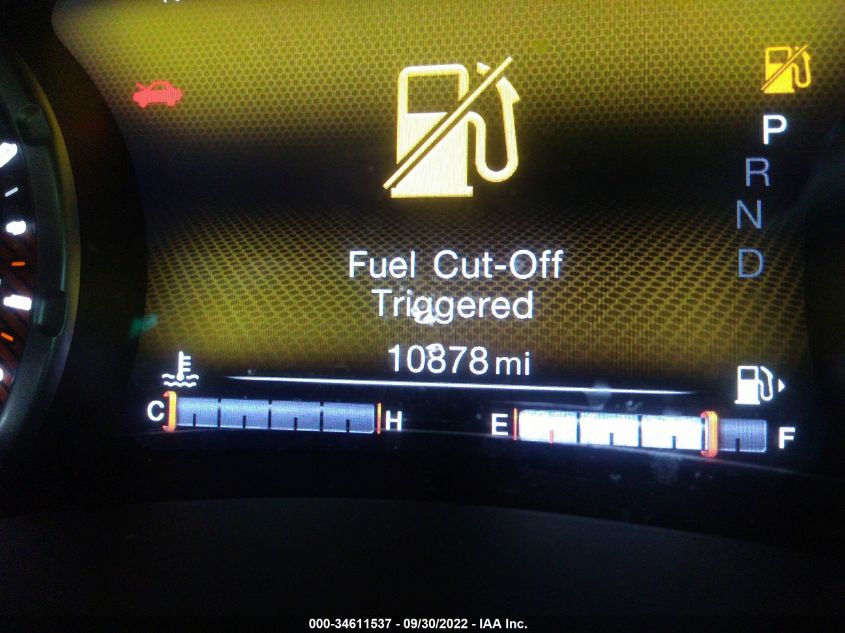 P
R
N
D
Fuel Cut-Off
Triggered
10878 mi
C H E F
000-34611537 - 09/30/2022 - IAA Inc.